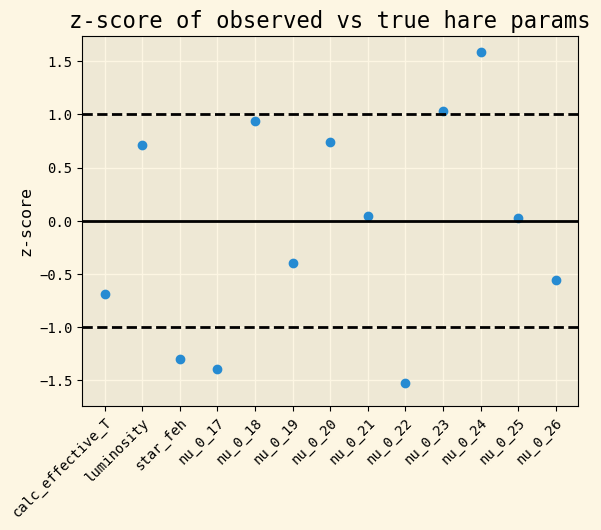 z-score of observed vs true hare params
z-score
1.5
1.0
0.5
0.0
−0.5
−1.0
−1.5
calc_effective_T
luminosity
star_feh
nu_0_17
nu_0_18
nu_0_19
nu_0_20
nu_0_21
nu_0_22
nu_0_23
nu_0_24
nu_0_25
nu_0_26